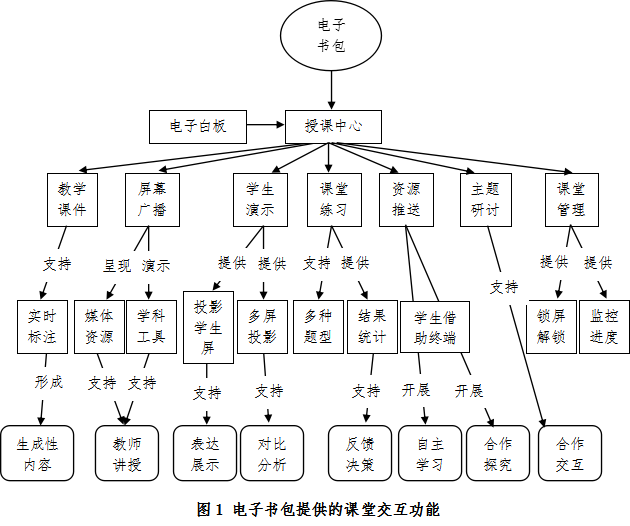 电子
书包
电子白板
授课中心
教学
课件
屏幕
广播
学生
演示
课堂
练习
资源
推送
主题
研讨
课堂
管理
支持
呈现
演示
提供
提供
支持
提供
支持
提供
提供
实时
标注
媒体
资源
学科
工具
投影
学生
屏
多屏
投影
多种
题型
结果
统计
学生借
助终端
锁屏
解锁
监控
进度
形成
支持
支持
支持
支持
支持
开展
开展
生成性
内容
教师
讲授
表达
展示
对比
分析
反馈
决策
自主
学习
合作
探究
合作
交互
图1 电子书包提供的课堂交互功能